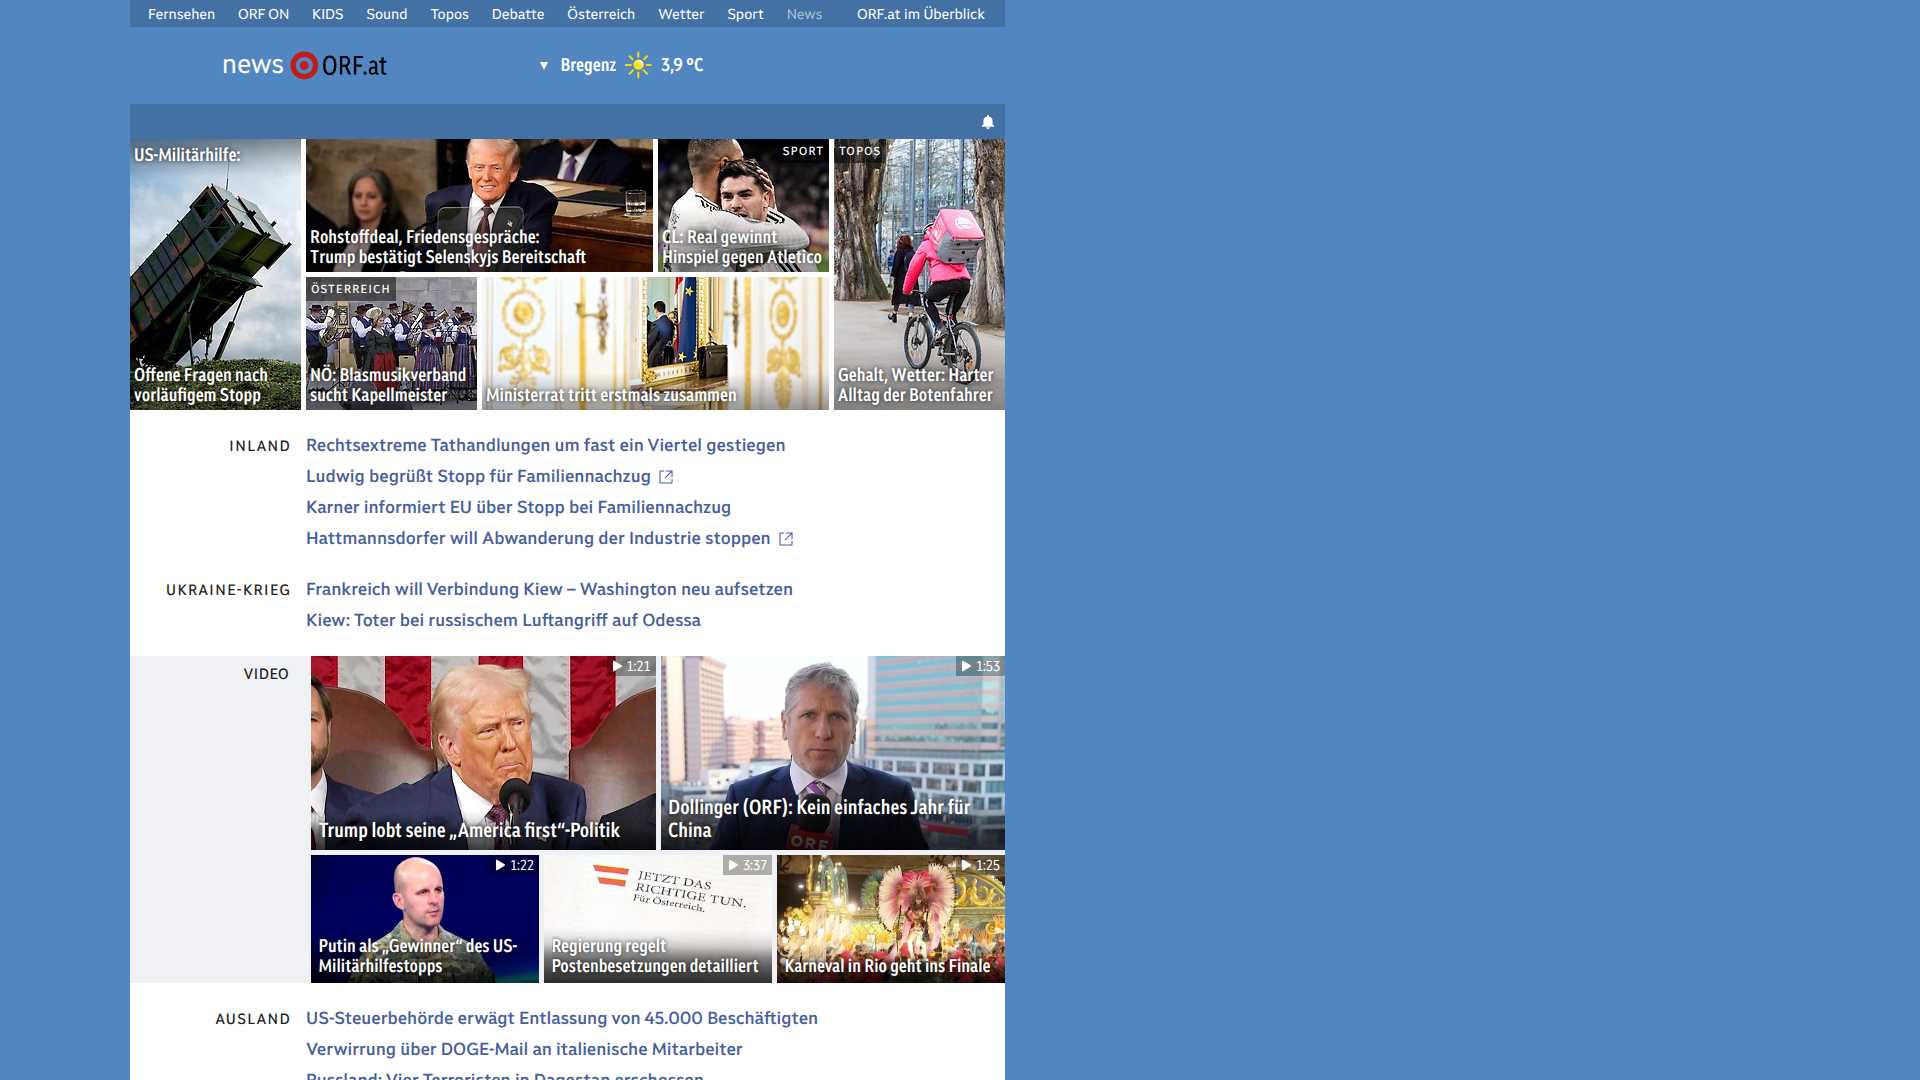 Fernsehen ORF ON KIDS Sound Topos Debatte Österreich Wetter Sport News ORF.at im Überblick
news ORF.at
▼ Bregenz 3,9 °C
US-Militärhilfe:
Offene Fragen nach
vorläufigem Stopp
Rohstoffdeal, Friedensgespräche:
Trump bestätigt Selenskyjs Bereitschaft
SPORT
CL: Real gewinnt
Hinspiel gegen Atletico
TOPOS
Gehalt, Wetter: Harter
Alltag der Botenfahrer
ÖSTERREICH
NÖ: Blasmusikverband
sucht Kapellmeister
Ministerrat tritt erstmals zusammen
INLAND
Rechtsextreme Tathandlungen um fast ein Viertel gestiegen
Ludwig begrüßt Stopp für Familiennachzug
Karner informiert EU über Stopp bei Familiennachzug
Hattmannsdorfer will Abwanderung der Industrie stoppen
UKRAINE-KRIEG
Frankreich will Verbindung Kiew – Washington neu aufsetzen
Kiew: Toter bei russischem Luftangriff auf Odessa
VIDEO
1:21
Trump lobt seine „America first“-Politik
1:53
Dollinger (ORF): Kein einfaches Jahr für
China
ORF
1:22
Putin als „Gewinner“ des US-
Militärhilfestopps
3:37
JETZT DAS
RICHTIGE TUN.
Für Österreich.
Regierung regelt
Postenbesetzungen detailliert
1:25
Karneval in Rio geht ins Finale
AUSLAND
US-Steuerbehörde erwägt Entlassung von 45.000 Beschäftigten
Verwirrung über DOGE-Mail an italienische Mitarbeiter
Russland: Vier Terroristen in Dagestan erschossen